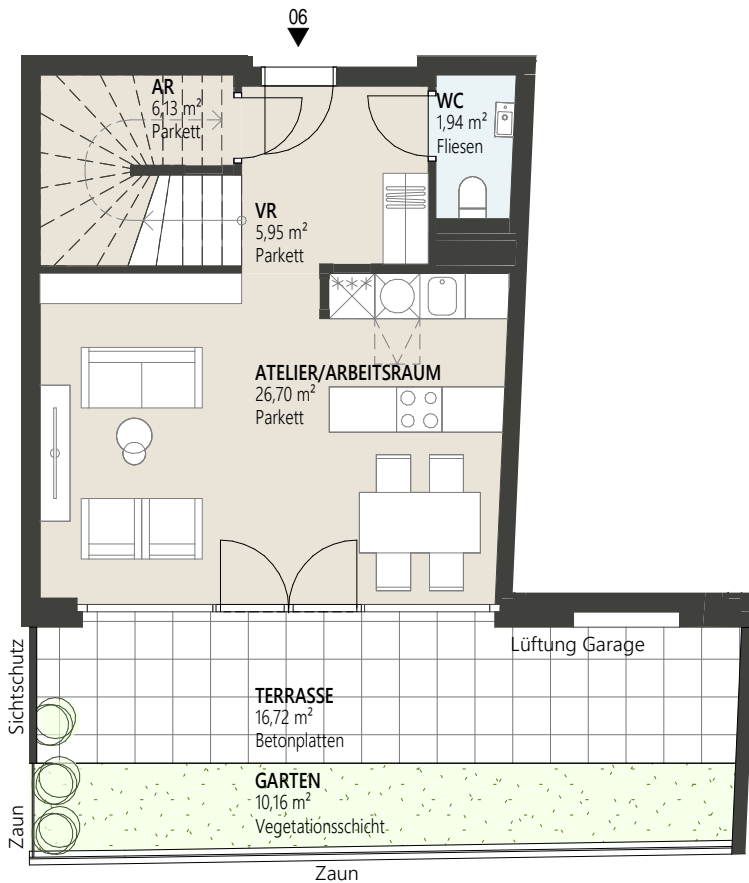 06
AR
6,13 m²
Parkett
WC
1,94 m²
Fliesen
VR
5,95 m²
Parkett
ATELIER/ARBEITSRAUM
26,70 m²
Parkett
Sichtschutz
Lüftung Garage
TERRASSE
16,72 m²
Betonplatten
Zaun
GARTEN
10,16 m²
Vegetationsschicht
Zaun